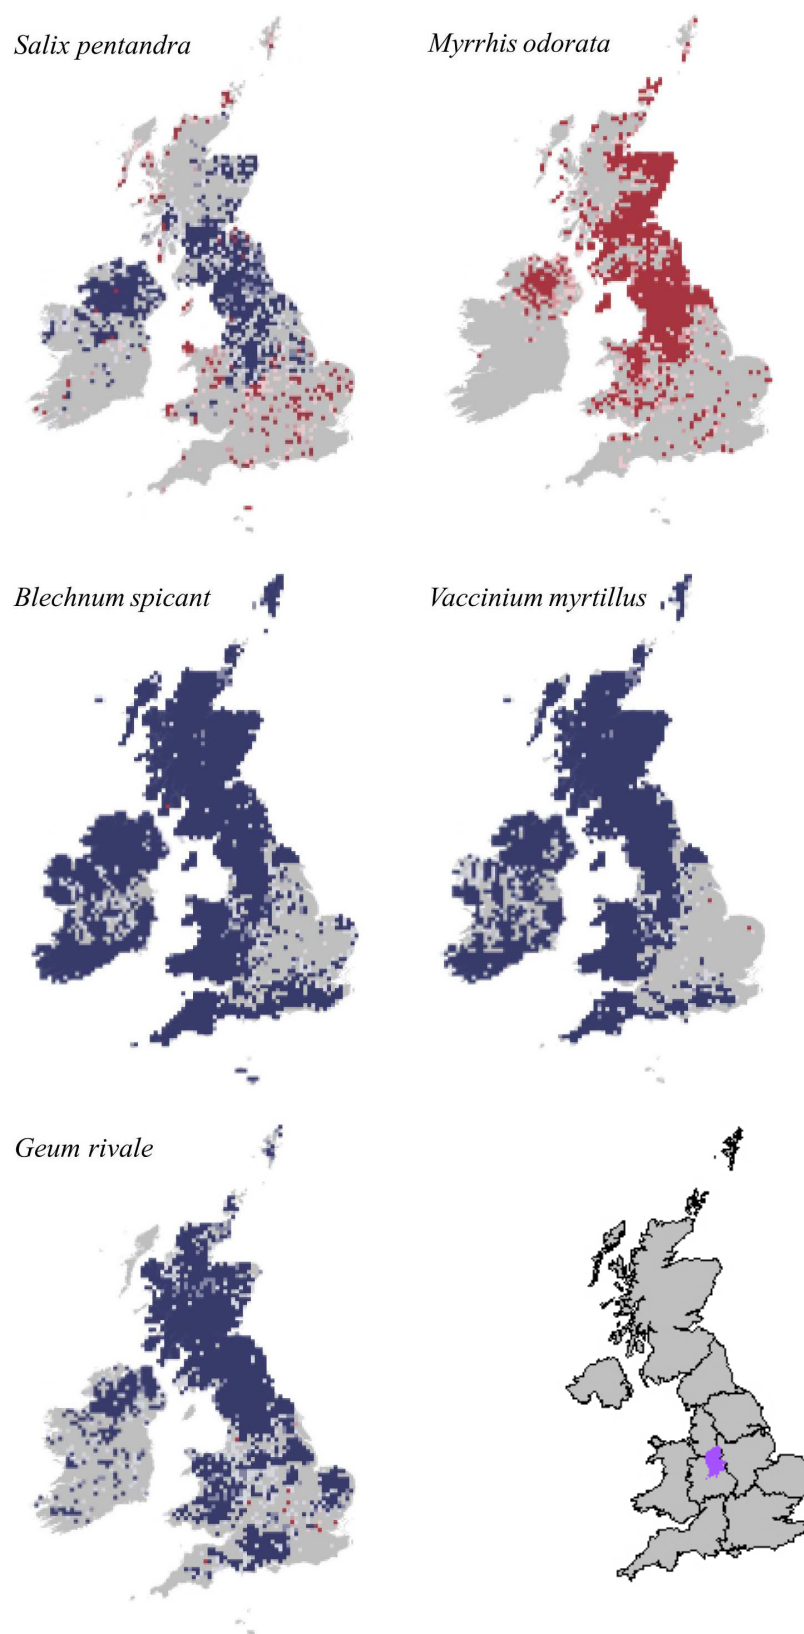 Salix pentandra
Myrrhis odorata
Blechnum spicant
Vaccinium myrtillus
Geum rivale